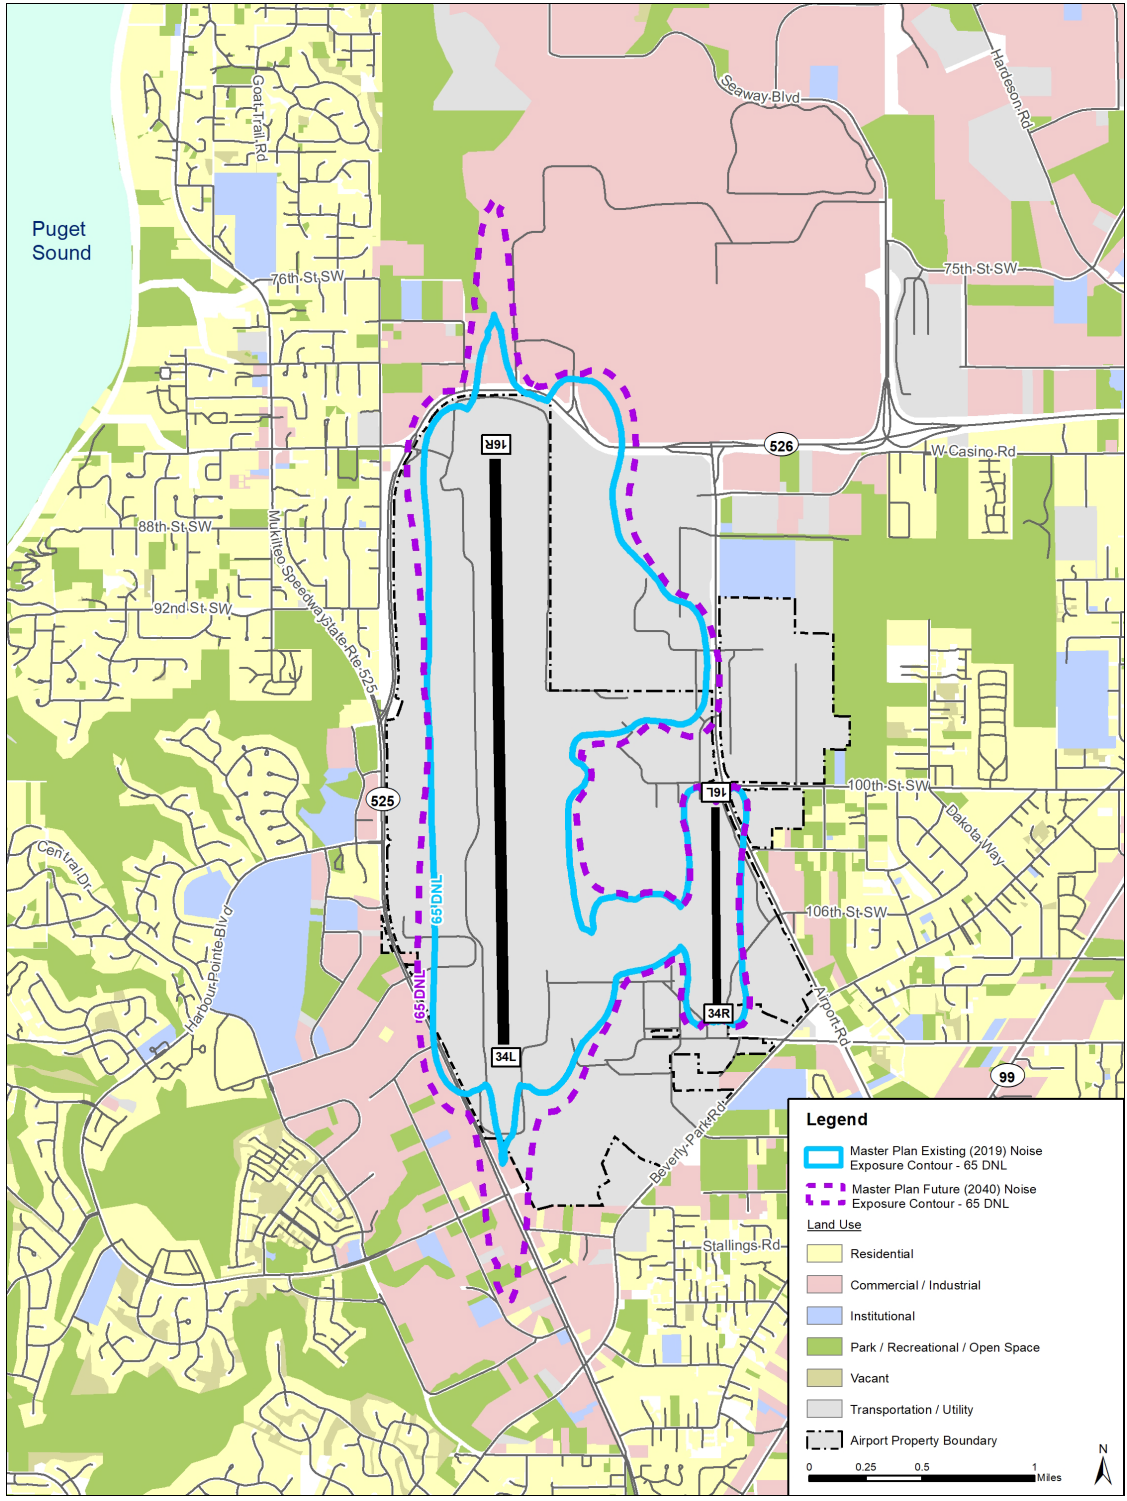 Goat Trail Rd
Seaway Blvd
Hardeson Rd
Puget
Sound
76th St SW
75th St SW
16R
526
W Casino Rd
88th St SW
Mukilteo Speedway
State Rte 525
92nd St SW
525
16L
100th St SW
Dakota Way
Central Dr
65 DNL
106th St SW
Harbour Pointe Blvd
65 DNL
34R
Airport Rd
34L
99
Beverly Park Rd
Stallings Rd
Legend
Master Plan Existing (2019) Noise
Exposure Contour - 65 DNL
Master Plan Future (2040) Noise
Exposure Contour - 65 DNL
Land Use
Residential
Commercial / Industrial
Institutional
Park / Recreational / Open Space
Vacant
Transportation / Utility
Airport Property Boundary
N
0 0.25 0.5 1
Miles